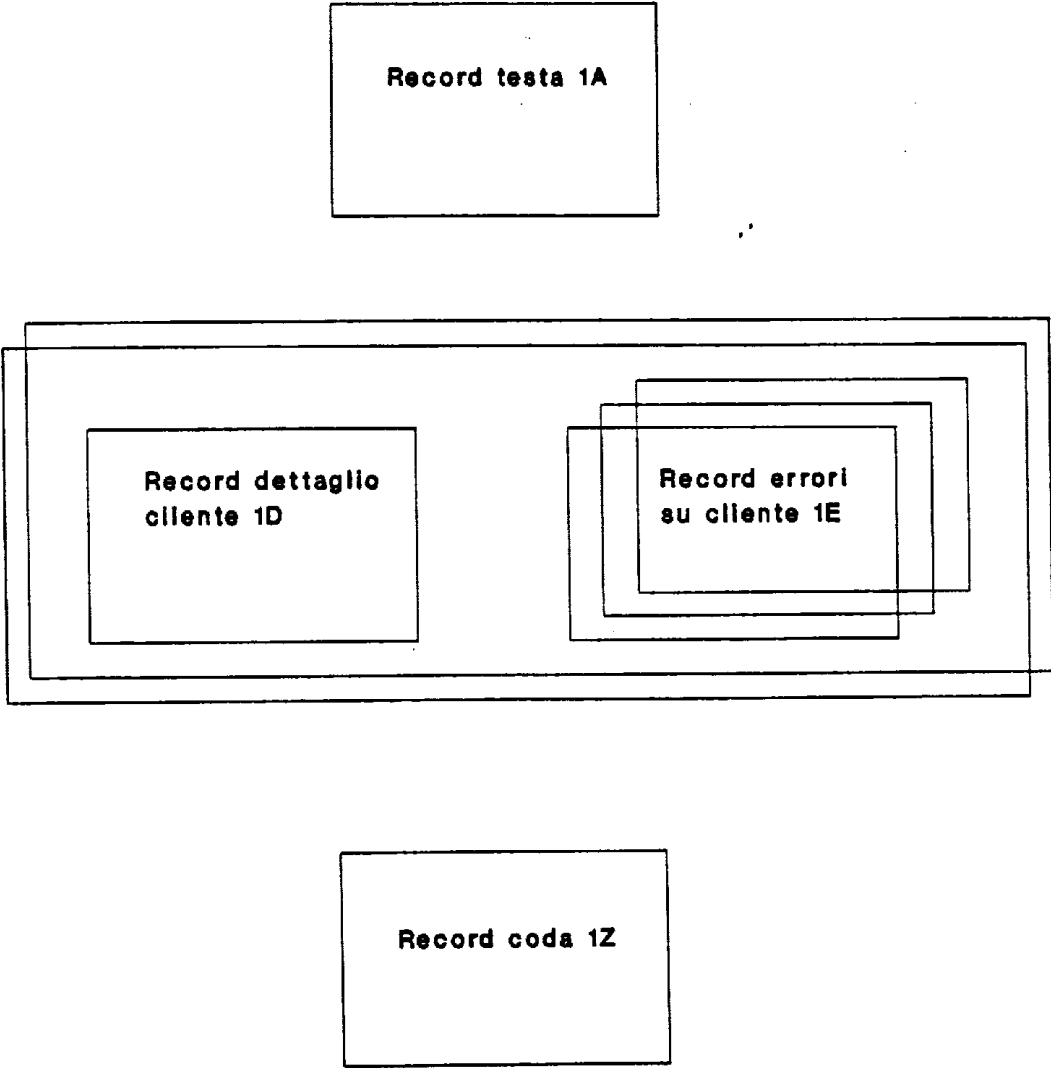 Record testa 1A
Record dettaglio
cliente 1D
Record errori
su cliente 1E
Record coda 1Z